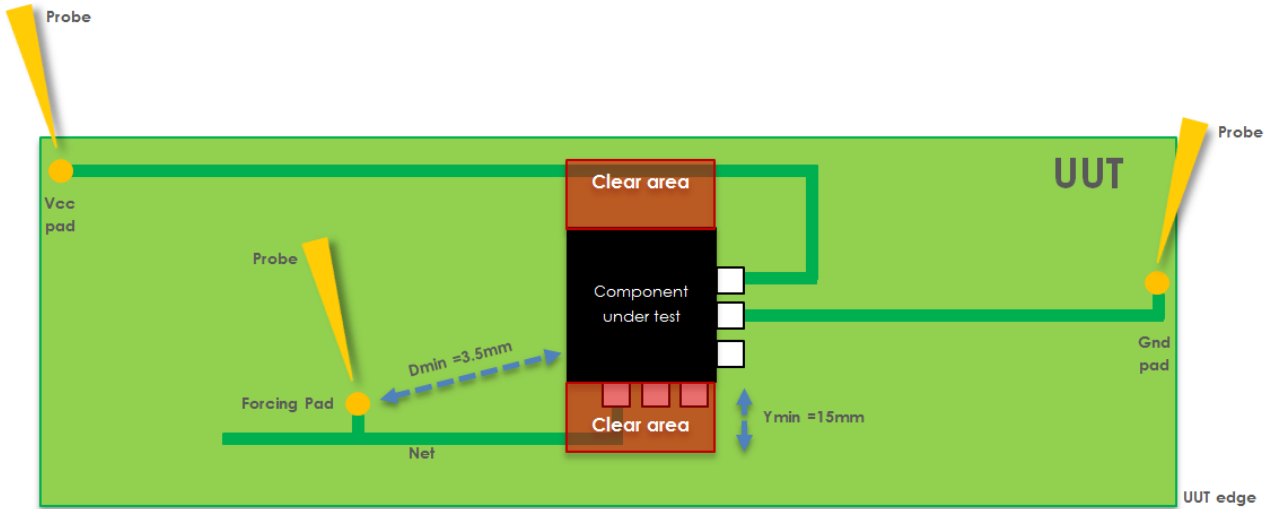 Probe
Probe
UUT
Clear area
Vcc
pad
Probe
Component
under test
Dmin =3.5mm
Gnd
pad
Forcing Pad
Ymin =15mm
Clear area
Net
UUT edge